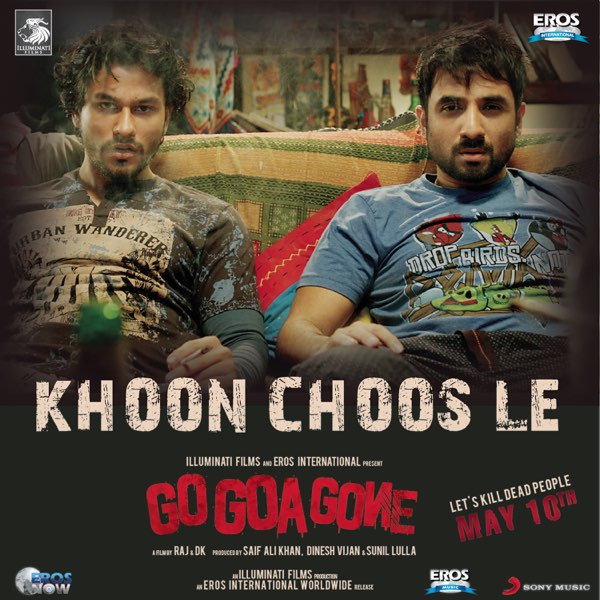 ILLUMINATI
FILMS
EROS
INTERNATIONAL
URBAN WANDERER
DROP BIRDS
KHOON CHOOS LE
ILLUMINATI FILMS AND EROS INTERNATIONAL PRESENT
GO GOA GONE
LET'S KILL DEAD PEOPLE
MAY 10TH
A FILM BY RAJ & DK PRODUCED BY SAIF ALI KHAN, DINESH VIJAN & SUNIL LULLA
AN ILLUMINATI FILMS PRODUCTION
AN EROS INTERNATIONAL WORLDWIDE RELEASE
EROS
NOW
EROS
MUSIC
SONY MUSIC